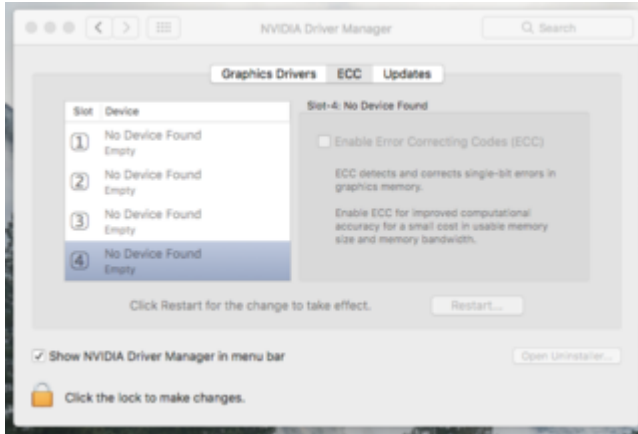 NVIDIA Driver Manager
Search
Graphics Drivers ECC Updates
Slot Device
1 No Device Found
Empty
2 No Device Found
Empty
3 No Device Found
Empty
4 No Device Found
Empty
Slot-4: No Device Found
Enable Error Correcting Codes (ECC)
ECC detects and corrects single-bit errors in
graphics memory.
Enable ECC for improved computational
accuracy for a small cost in usable memory
size and memory bandwidth.
Click Restart for the change to take effect.
Restart...
Show NVIDIA Driver Manager in menu bar
Open Uninstaller...
Click the lock to make changes.